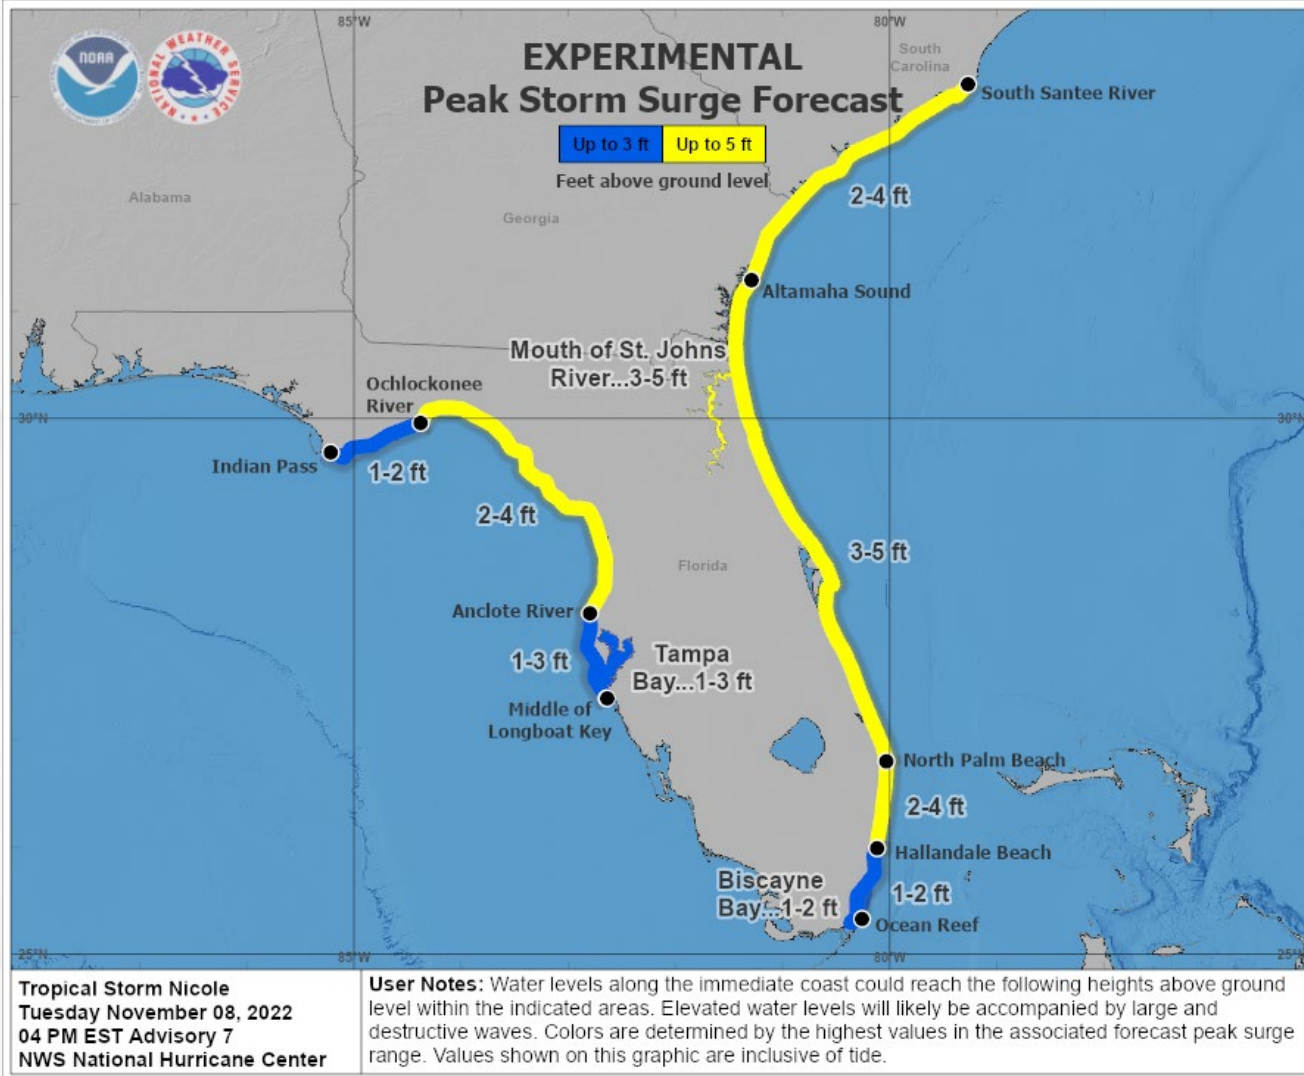 85°W
80°W
NOAA
NATIONAL WEATHER SERVICE
EXPERIMENTAL
Peak Storm Surge Forecast
Up to 3 ft
Up to 5 ft
Feet above ground level
South
Carolina
South Santee River
Alabama
Georgia
2-4 ft
Altamaha Sound
Mouth of St. Johns
River...3-5 ft
Ochlockonee
River
30°N
30°N
Indian Pass
1-2 ft
2-4 ft
3-5 ft
Florida
Anclote River
1-3 ft
Tampa
Bay...1-3 ft
Middle of
Longboat Key
North Palm Beach
2-4 ft
Hallandale Beach
Biscayne
Bay...1-2 ft
1-2 ft
Ocean Reef
25°N
85°W
80°W
25°N
Tropical Storm Nicole
Tuesday November 08, 2022
04 PM EST Advisory 7
NWS National Hurricane Center
User Notes: Water levels along the immediate coast could reach the following heights above ground
level within the indicated areas. Elevated water levels will likely be accompanied by large and
destructive waves. Colors are determined by the highest values in the associated forecast peak surge
range. Values shown on this graphic are inclusive of tide.